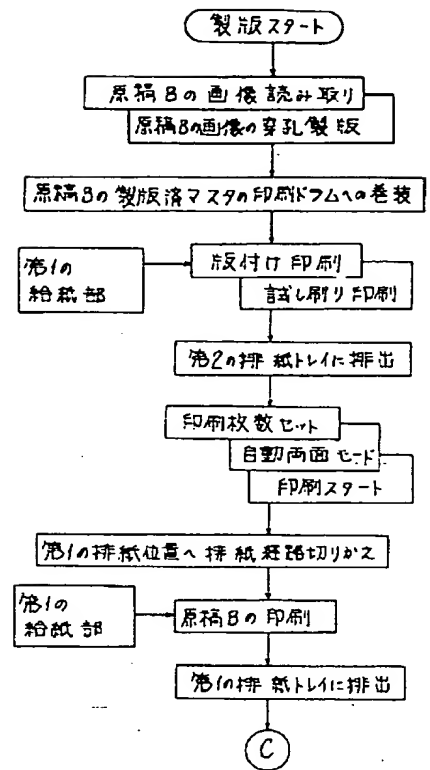 製版スタート
原稿Bの画像読み取り
原稿Bの画像の穿孔製版
原稿Bの製版済マスタの印刷ドラムへの巻装
第1の
給紙部
版付け印刷
試し刷り印刷
第2の排紙トレイに排出
印刷枚数セット
自動両面モード
印刷スタート
第1の排紙位置へ排紙経路切りかえ
第1の
給紙部
原稿Bの印刷
第1の排紙トレイに排出
C